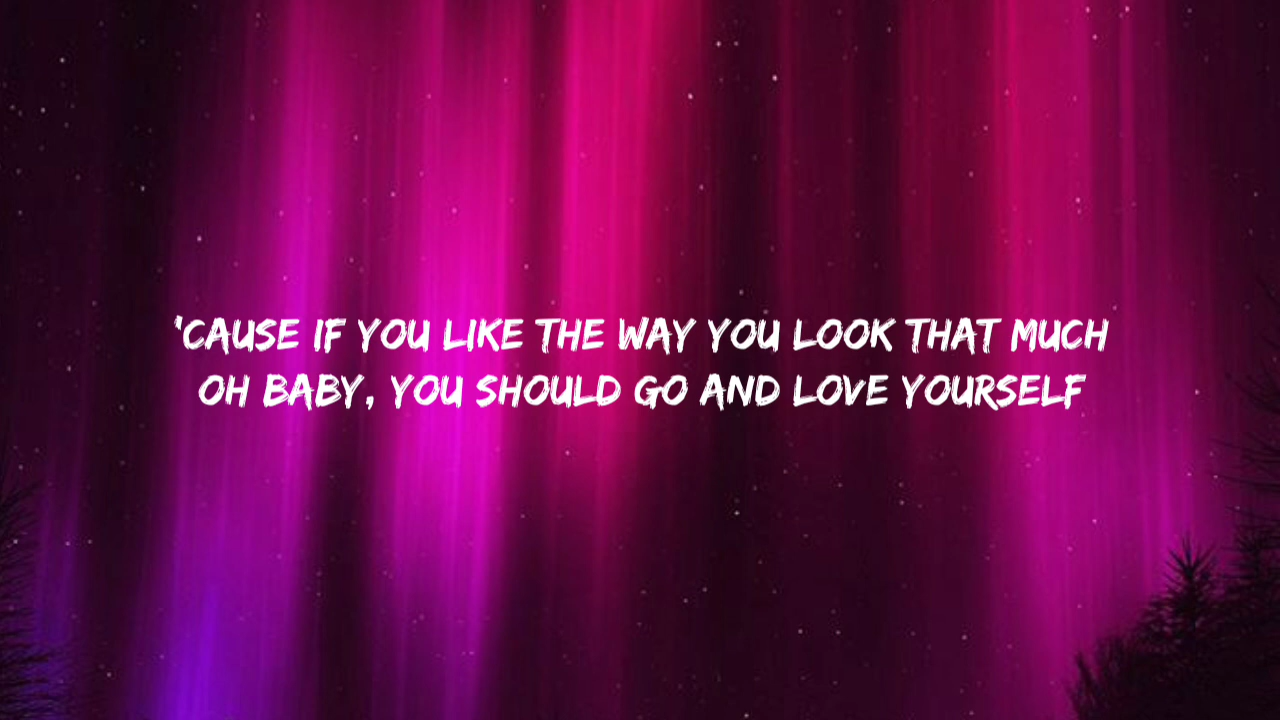 'CAUSE IF YOU LIKE THE WAY YOU LOOK THAT MUCH
OH BABY, YOU SHOULD GO AND LOVE YOURSELF